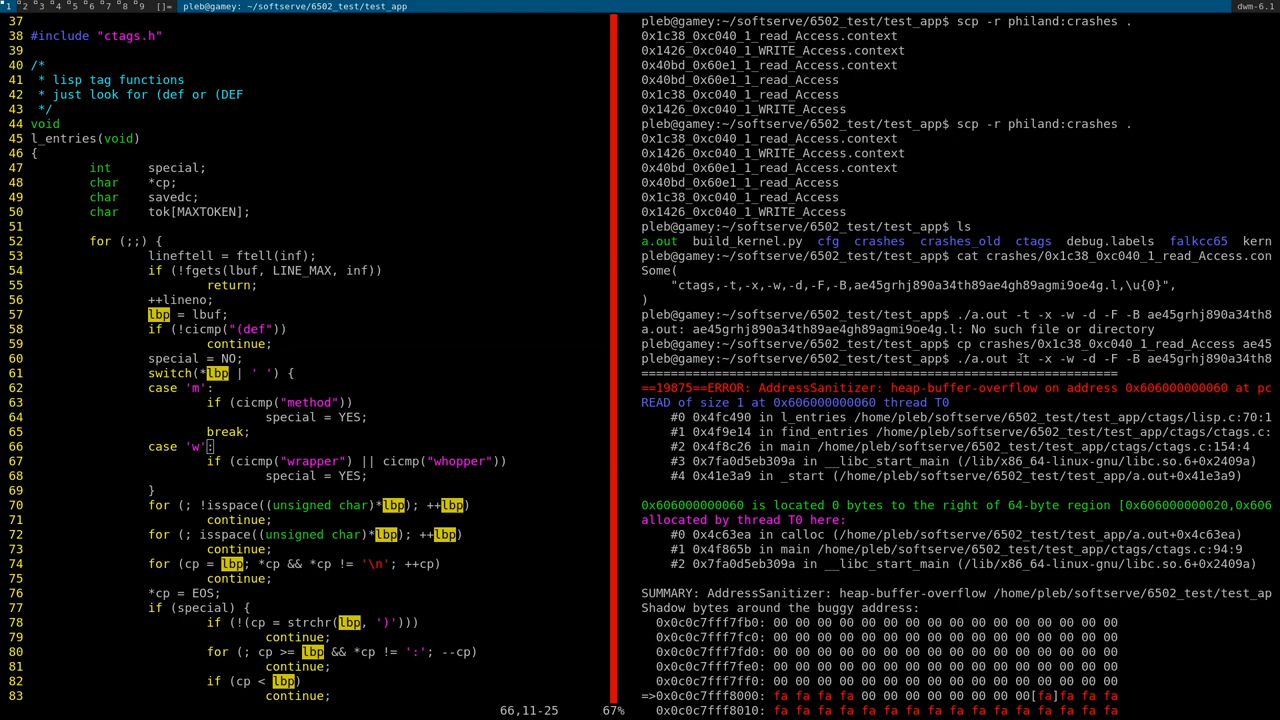 1 2 3 4 5 6 7 8 9 []= pleb@gamey: ~/softserve/6502_test/test_app dwm-6.1
37
38 #include "ctags.h"
39
40 /*
41  * lisp tag functions
42  * just look for (def or (DEF
43  */
44 void
45 l_entries(void)
46 {
47         int     special;
48         char    *cp;
49         char    savedc;
50         char    tok[MAXTOKEN];
51
52         for (;;) {
53                 lineftell = ftell(inf);
54                 if (!fgets(lbuf, LINE_MAX, inf))
55                         return;
56                 ++lineno;
57                 lbp = lbuf;
58                 if (!cicmp("(def"))
59                         continue;
60                 special = NO;
61                 switch(*lbp | ' ') {
62                 case 'm':
63                         if (cicmp("method"))
64                                 special = YES;
65                         break;
66                 case 'w':
67                         if (cicmp("wrapper") || cicmp("whopper"))
68                                 special = YES;
69                 }
70                 for (; !isspace((unsigned char)*lbp); ++lbp)
71                         continue;
72                 for (; isspace((unsigned char)*lbp); ++lbp)
73                         continue;
74                 for (cp = lbp; *cp && *cp != '\n'; ++cp)
75                         continue;
76                 *cp = EOS;
77                 if (special) {
78                         if (!(cp = strchr(lbp, ')')))
79                                 continue;
80                         for (; cp >= lbp && *cp != ':'; --cp)
81                                 continue;
82                         if (cp < lbp)
83                                 continue;
66,11-25 67%
pleb@gamey:~/softserve/6502_test/test_app$ scp -r philand:crashes .
0x1c38_0xc040_1_read_Access.context
0x1426_0xc040_1_WRITE_Access.context
0x40bd_0x60e1_1_read_Access.context
0x40bd_0x60e1_1_read_Access
0x1c38_0xc040_1_read_Access
0x1426_0xc040_1_WRITE_Access
pleb@gamey:~/softserve/6502_test/test_app$ scp -r philand:crashes .
0x1c38_0xc040_1_read_Access.context
0x1426_0xc040_1_WRITE_Access.context
0x40bd_0x60e1_1_read_Access.context
0x40bd_0x60e1_1_read_Access
0x1c38_0xc040_1_read_Access
0x1426_0xc040_1_WRITE_Access
pleb@gamey:~/softserve/6502_test/test_app$ ls
a.out  build_kernel.py  cfg  crashes  crashes_old  ctags  debug.labels  falkcc65  kern
pleb@gamey:~/softserve/6502_test/test_app$ cat crashes/0x1c38_0xc040_1_read_Access.con
Some(
    "ctags,-t,-x,-w,-d,-F,-B,ae45grhj890a34th89ae4gh89agmi9oe4g.l,\u{0}",
)
pleb@gamey:~/softserve/6502_test/test_app$ ./a.out -t -x -w -d -F -B ae45grhj890a34th8
a.out: ae45grhj890a34th89ae4gh89agmi9oe4g.l: No such file or directory
pleb@gamey:~/softserve/6502_test/test_app$ cp crashes/0x1c38_0xc040_1_read_Access ae45
pleb@gamey:~/softserve/6502_test/test_app$ ./a.out -t -x -w -d -F -B ae45grhj890a34th8
=================================================================
==19875==ERROR: AddressSanitizer: heap-buffer-overflow on address 0x606000000060 at pc
READ of size 1 at 0x606000000060 thread T0
    #0 0x4fc490 in l_entries /home/pleb/softserve/6502_test/test_app/ctags/lisp.c:70:1
    #1 0x4f9e14 in find_entries /home/pleb/softserve/6502_test/test_app/ctags/ctags.c:
    #2 0x4f8c26 in main /home/pleb/softserve/6502_test/test_app/ctags/ctags.c:154:4
    #3 0x7fa0d5eb309a in __libc_start_main (/lib/x86_64-linux-gnu/libc.so.6+0x2409a)
    #4 0x41e3a9 in _start (/home/pleb/softserve/6502_test/test_app/a.out+0x41e3a9)
0x606000000060 is located 0 bytes to the right of 64-byte region [0x606000000020,0x606
allocated by thread T0 here:
    #0 0x4c63ea in calloc (/home/pleb/softserve/6502_test/test_app/a.out+0x4c63ea)
    #1 0x4f865b in main /home/pleb/softserve/6502_test/test_app/ctags/ctags.c:94:9
    #2 0x7fa0d5eb309a in __libc_start_main (/lib/x86_64-linux-gnu/libc.so.6+0x2409a)
SUMMARY: AddressSanitizer: heap-buffer-overflow /home/pleb/softserve/6502_test/test_ap
Shadow bytes around the buggy address:
  0x0c0c7fff7fb0: 00 00 00 00 00 00 00 00 00 00 00 00 00 00 00 00
  0x0c0c7fff7fc0: 00 00 00 00 00 00 00 00 00 00 00 00 00 00 00 00
  0x0c0c7fff7fd0: 00 00 00 00 00 00 00 00 00 00 00 00 00 00 00 00
  0x0c0c7fff7fe0: 00 00 00 00 00 00 00 00 00 00 00 00 00 00 00 00
  0x0c0c7fff7ff0: 00 00 00 00 00 00 00 00 00 00 00 00 00 00 00 00
=>0x0c0c7fff8000: fa fa fa fa 00 00 00 00 00 00 00 00[fa]fa fa fa
  0x0c0c7fff8010: fa fa fa fa fa fa fa fa fa fa fa fa fa fa fa fa